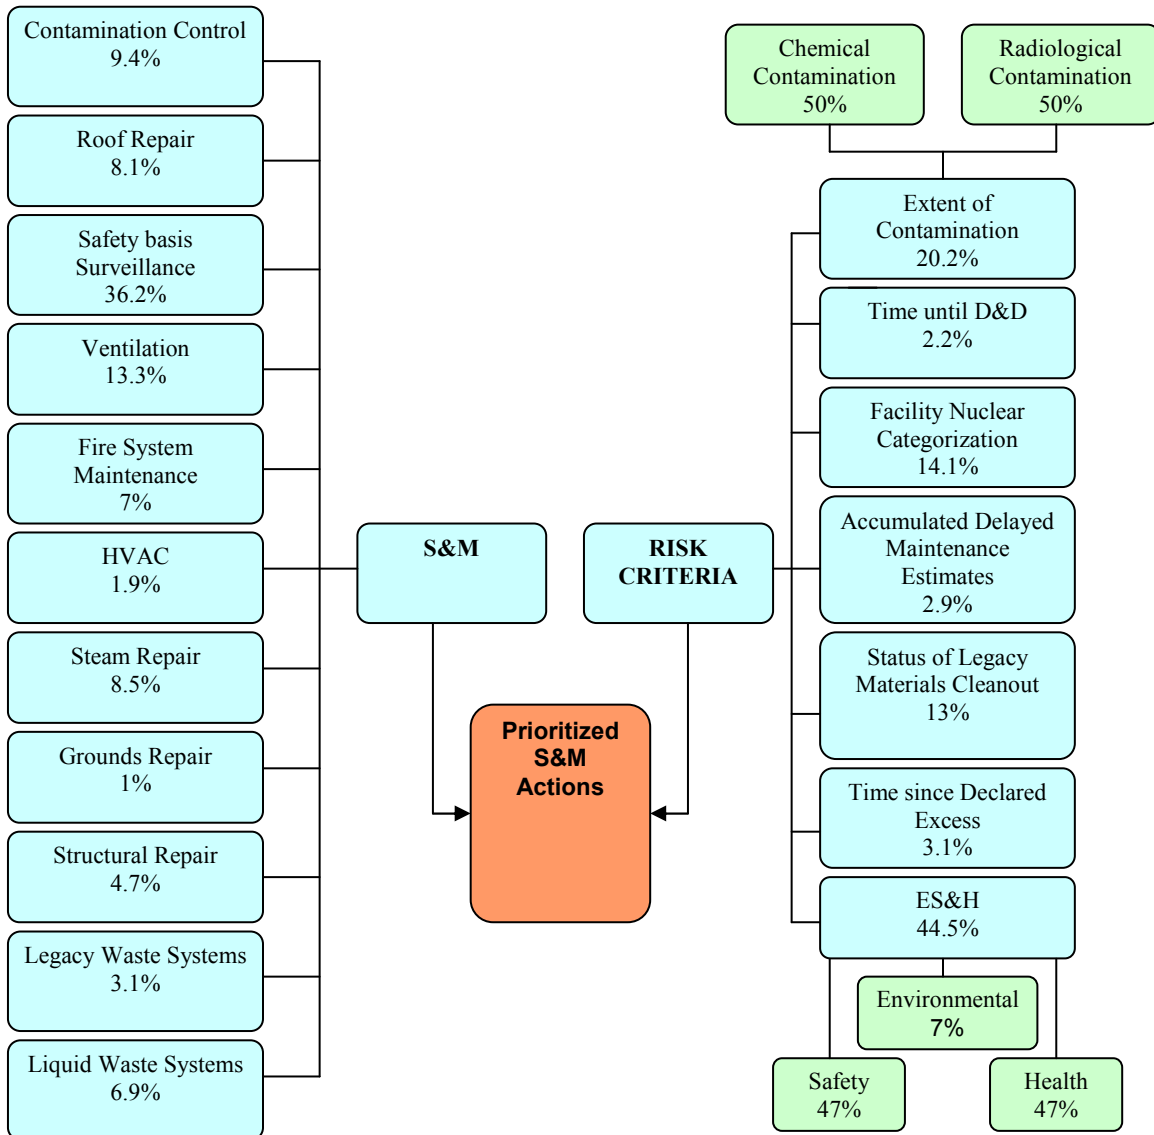 Contamination Control
9.4%
Roof Repair
8.1%
Safety basis
Surveillance
36.2%
Ventilation
13.3%
Fire System
Maintenance
7%
HVAC
1.9%
Steam Repair
8.5%
Grounds Repair
1%
Structural Repair
4.7%
Legacy Waste Systems
3.1%
Liquid Waste Systems
6.9%
S&M
RISK
CRITERIA
Prioritized
S&M
Actions
Chemical
Contamination
50%
Radiological
Contamination
50%
Extent of
Contamination
20.2%
Time until D&D
2.2%
Facility Nuclear
Categorization
14.1%
Accumulated Delayed
Maintenance
Estimates
2.9%
Status of Legacy
Materials Cleanout
13%
Time since Declared
Excess
3.1%
ES&H
44.5%
Environmental
7%
Safety
47%
Health
47%